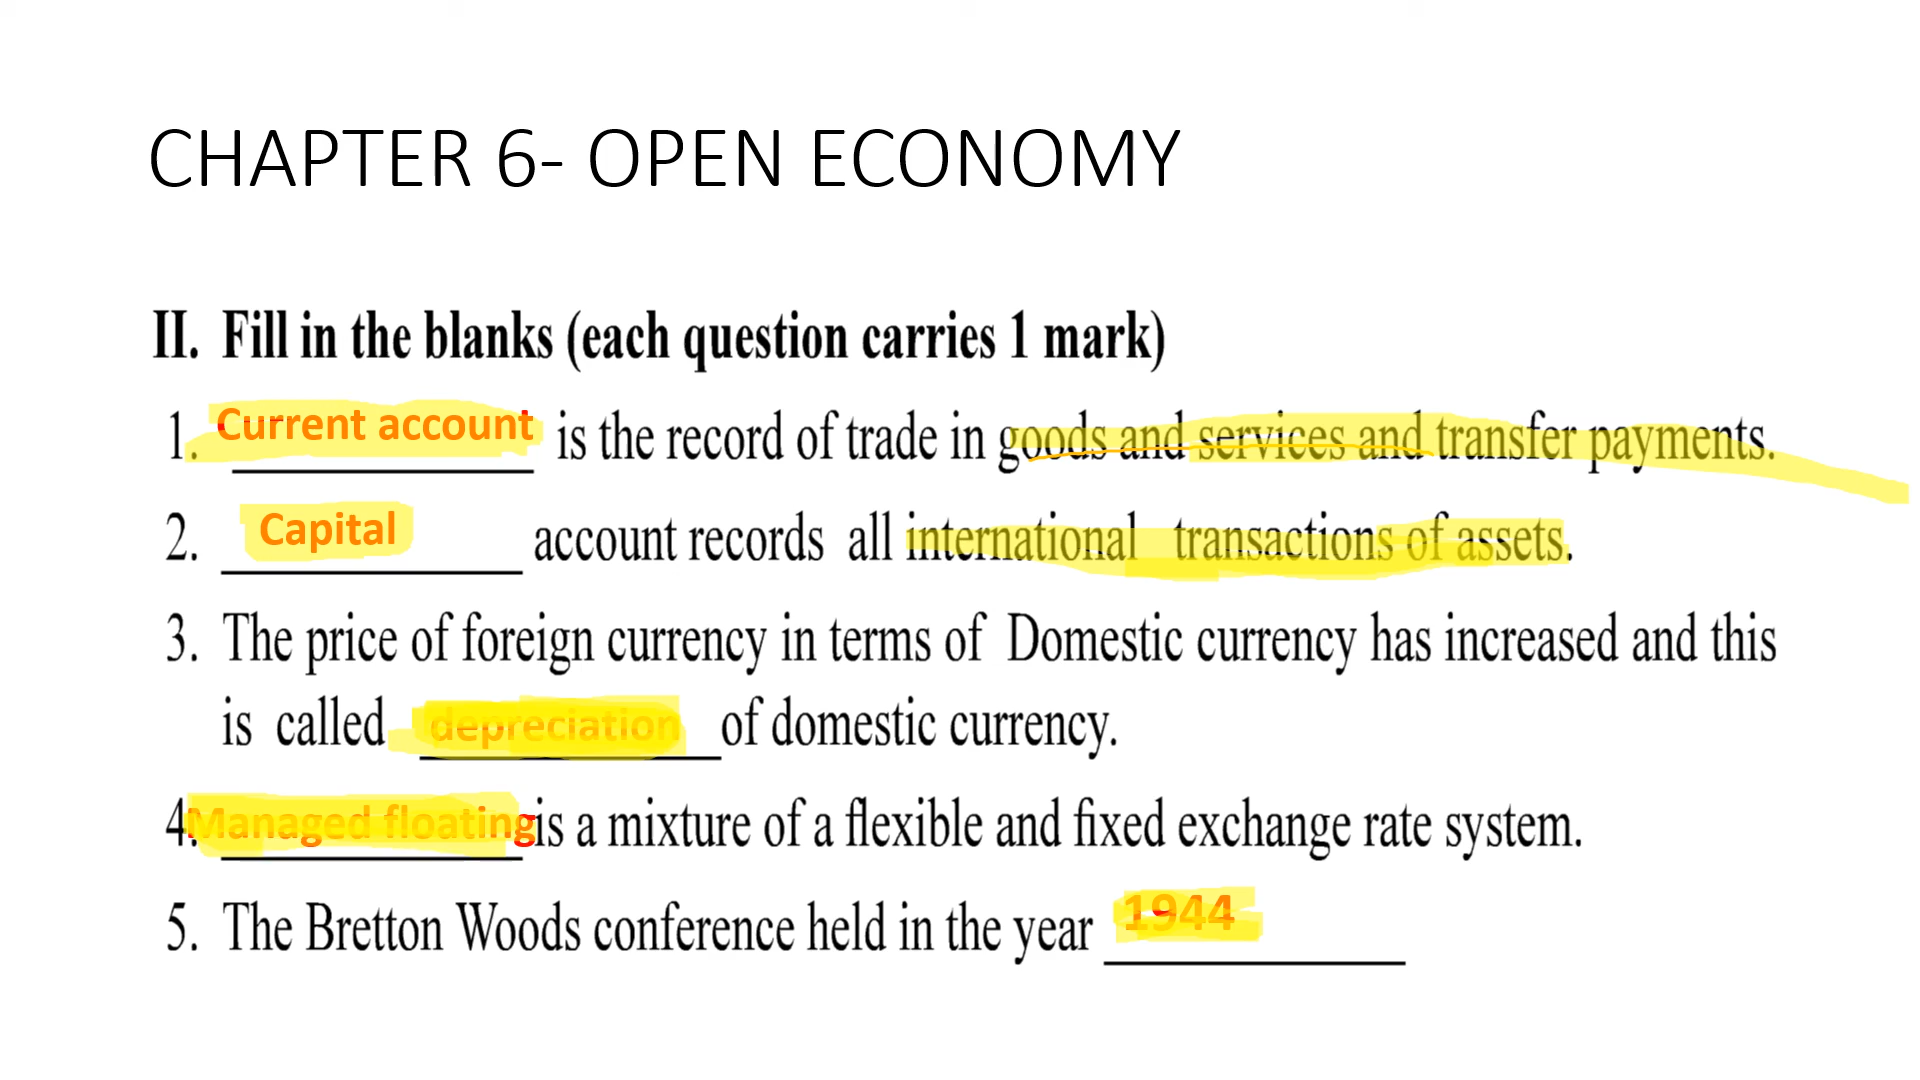 CHAPTER 6- OPEN ECONOMY
II. Fill in the blanks (each question carries 1 mark)
1. Current account is the record of trade in goods and services and transfer payments.
2. Capital account records all international transactions of assets.
3. The price of foreign currency in terms of Domestic currency has increased and this
is called depreciation of domestic currency.
4. Managed floating is a mixture of a flexible and fixed exchange rate system.
5. The Bretton Woods conference held in the year 1944